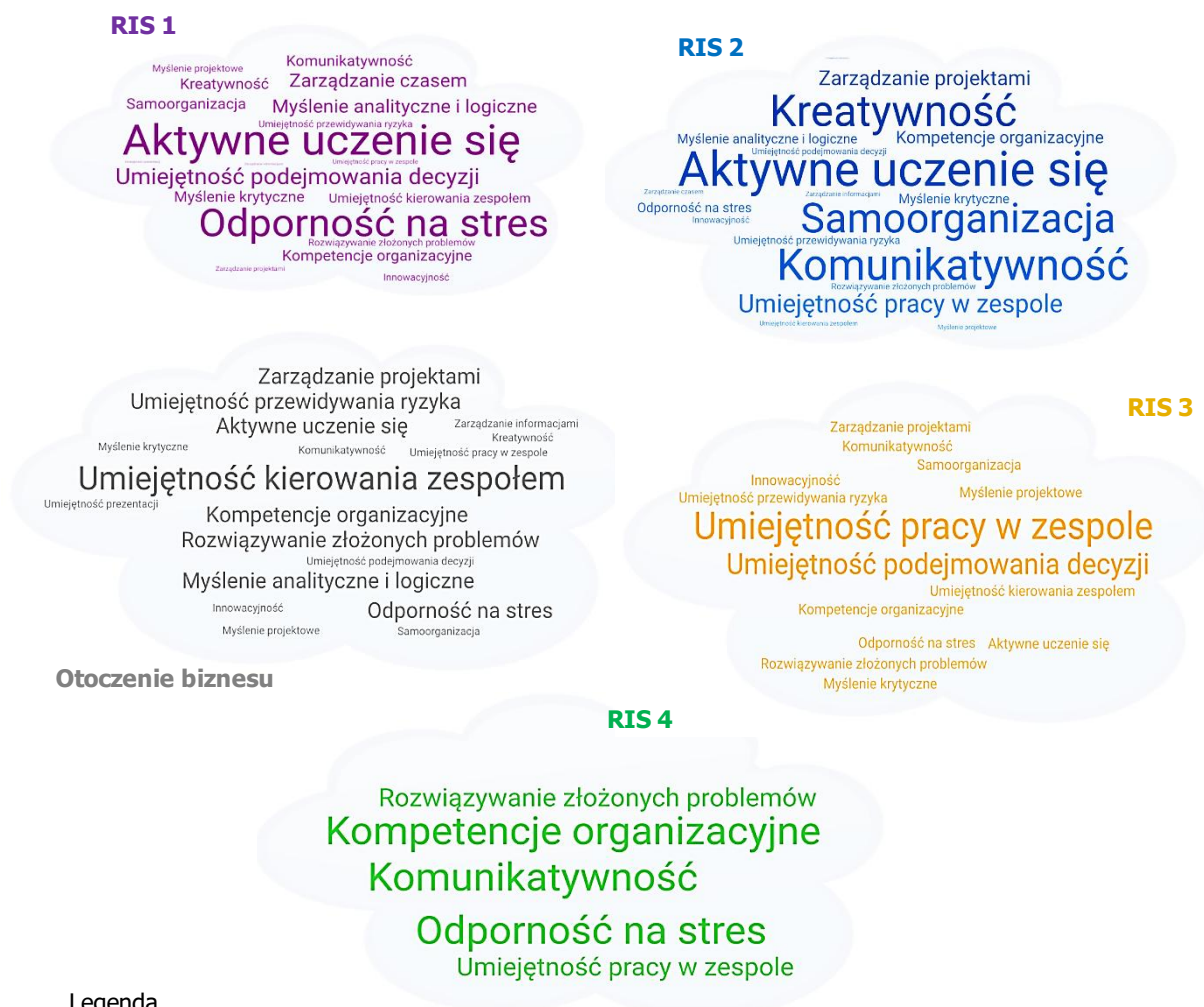 RIS 1
Komunikatywność
Myślenie projektowe
Kreatywność
Zarządzanie czasem
Samoorganizacja
Myślenie analityczne i logiczne
Umiejętność przewidywania ryzyka
Aktywne uczenie się
Umiejętność pracy w zespole
Umiejętność podejmowania decyzji
Myślenie krytyczne
Umiejętność kierowania zespołem
Odporność na stres
Rozwiązywanie złożonych problemów
Kompetencje organizacyjne
Zarządzanie projektami
Innowacyjność
RIS 2
Zarządzanie projektami
Kreatywność
Myślenie analityczne i logiczne
Kompetencje organizacyjne
Umiejętność podejmowania decyzji
Aktywne uczenie się
Zarządzanie czasem
Zarządzanie informacjami
Myślenie krytyczne
Odporność na stres
Samoorganizacja
Innowacyjność
Umiejętność przewidywania ryzyka
Komunikatywność
Rozwiązywanie złożonych problemów
Umiejętność pracy w zespole
Umiejętność kierowania zespołem
Myślenie projektowe
Zarządzanie projektami
Umiejętność przewidywania ryzyka
Aktywne uczenie się
Zarządzanie informacjami
Kreatywność
Myślenie krytyczne
Komunikatywność
Umiejętność pracy w zespole
Umiejętność kierowania zespołem
Umiejętność prezentacji
Kompetencje organizacyjne
Rozwiązywanie złożonych problemów
Umiejętność podejmowania decyzji
Myślenie analityczne i logiczne
Innowacyjność
Odporność na stres
Myślenie projektowe
Samoorganizacja
Otoczenie biznesu
RIS 3
Zarządzanie projektami
Komunikatywność
Samoorganizacja
Innowacyjność
Myślenie projektowe
Umiejętność przewidywania ryzyka
Umiejętność pracy w zespole
Umiejętność podejmowania decyzji
Umiejętność kierowania zespołem
Kompetencje organizacyjne
Odporność na stres
Aktywne uczenie się
Rozwiązywanie złożonych problemów
Myślenie krytyczne
RIS 4
Rozwiązywanie złożonych problemów
Kompetencje organizacyjne
Komunikatywność
Odporność na stres
Umiejętność pracy w zespole
Legenda